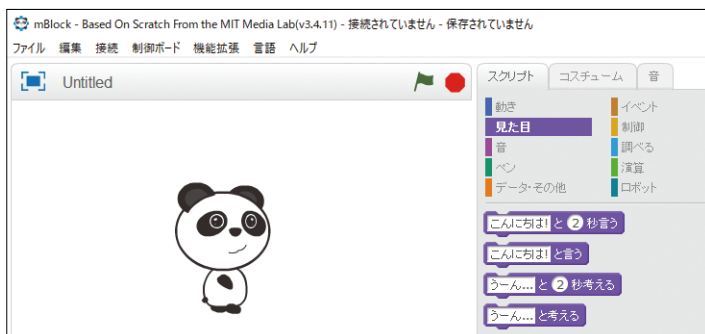 mBlock - Based On Scratch From the MIT Media Lab(v3.4.11) - 接続されていません - 保存されていません
ファイル 編集 接続 制御ボード 機能拡張 言語 ヘルプ
Untitled
スクリプト コスチューム 音
動き イベント
見た目 制御
音 調べる
ペン 演算
データ・その他 ロボット
こんにちは! と 2 秒言う
こんにちは! と言う
うーん... と 2 秒考える
うーん... と考える